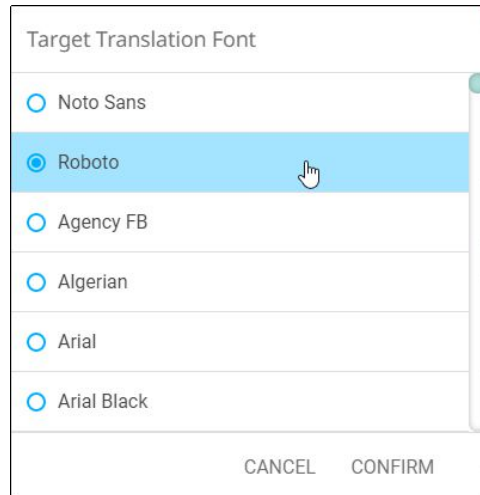 Target Translation Font
Noto Sans
Roboto
Agency FB
Algerian
Arial
Arial Black
CANCEL CONFIRM